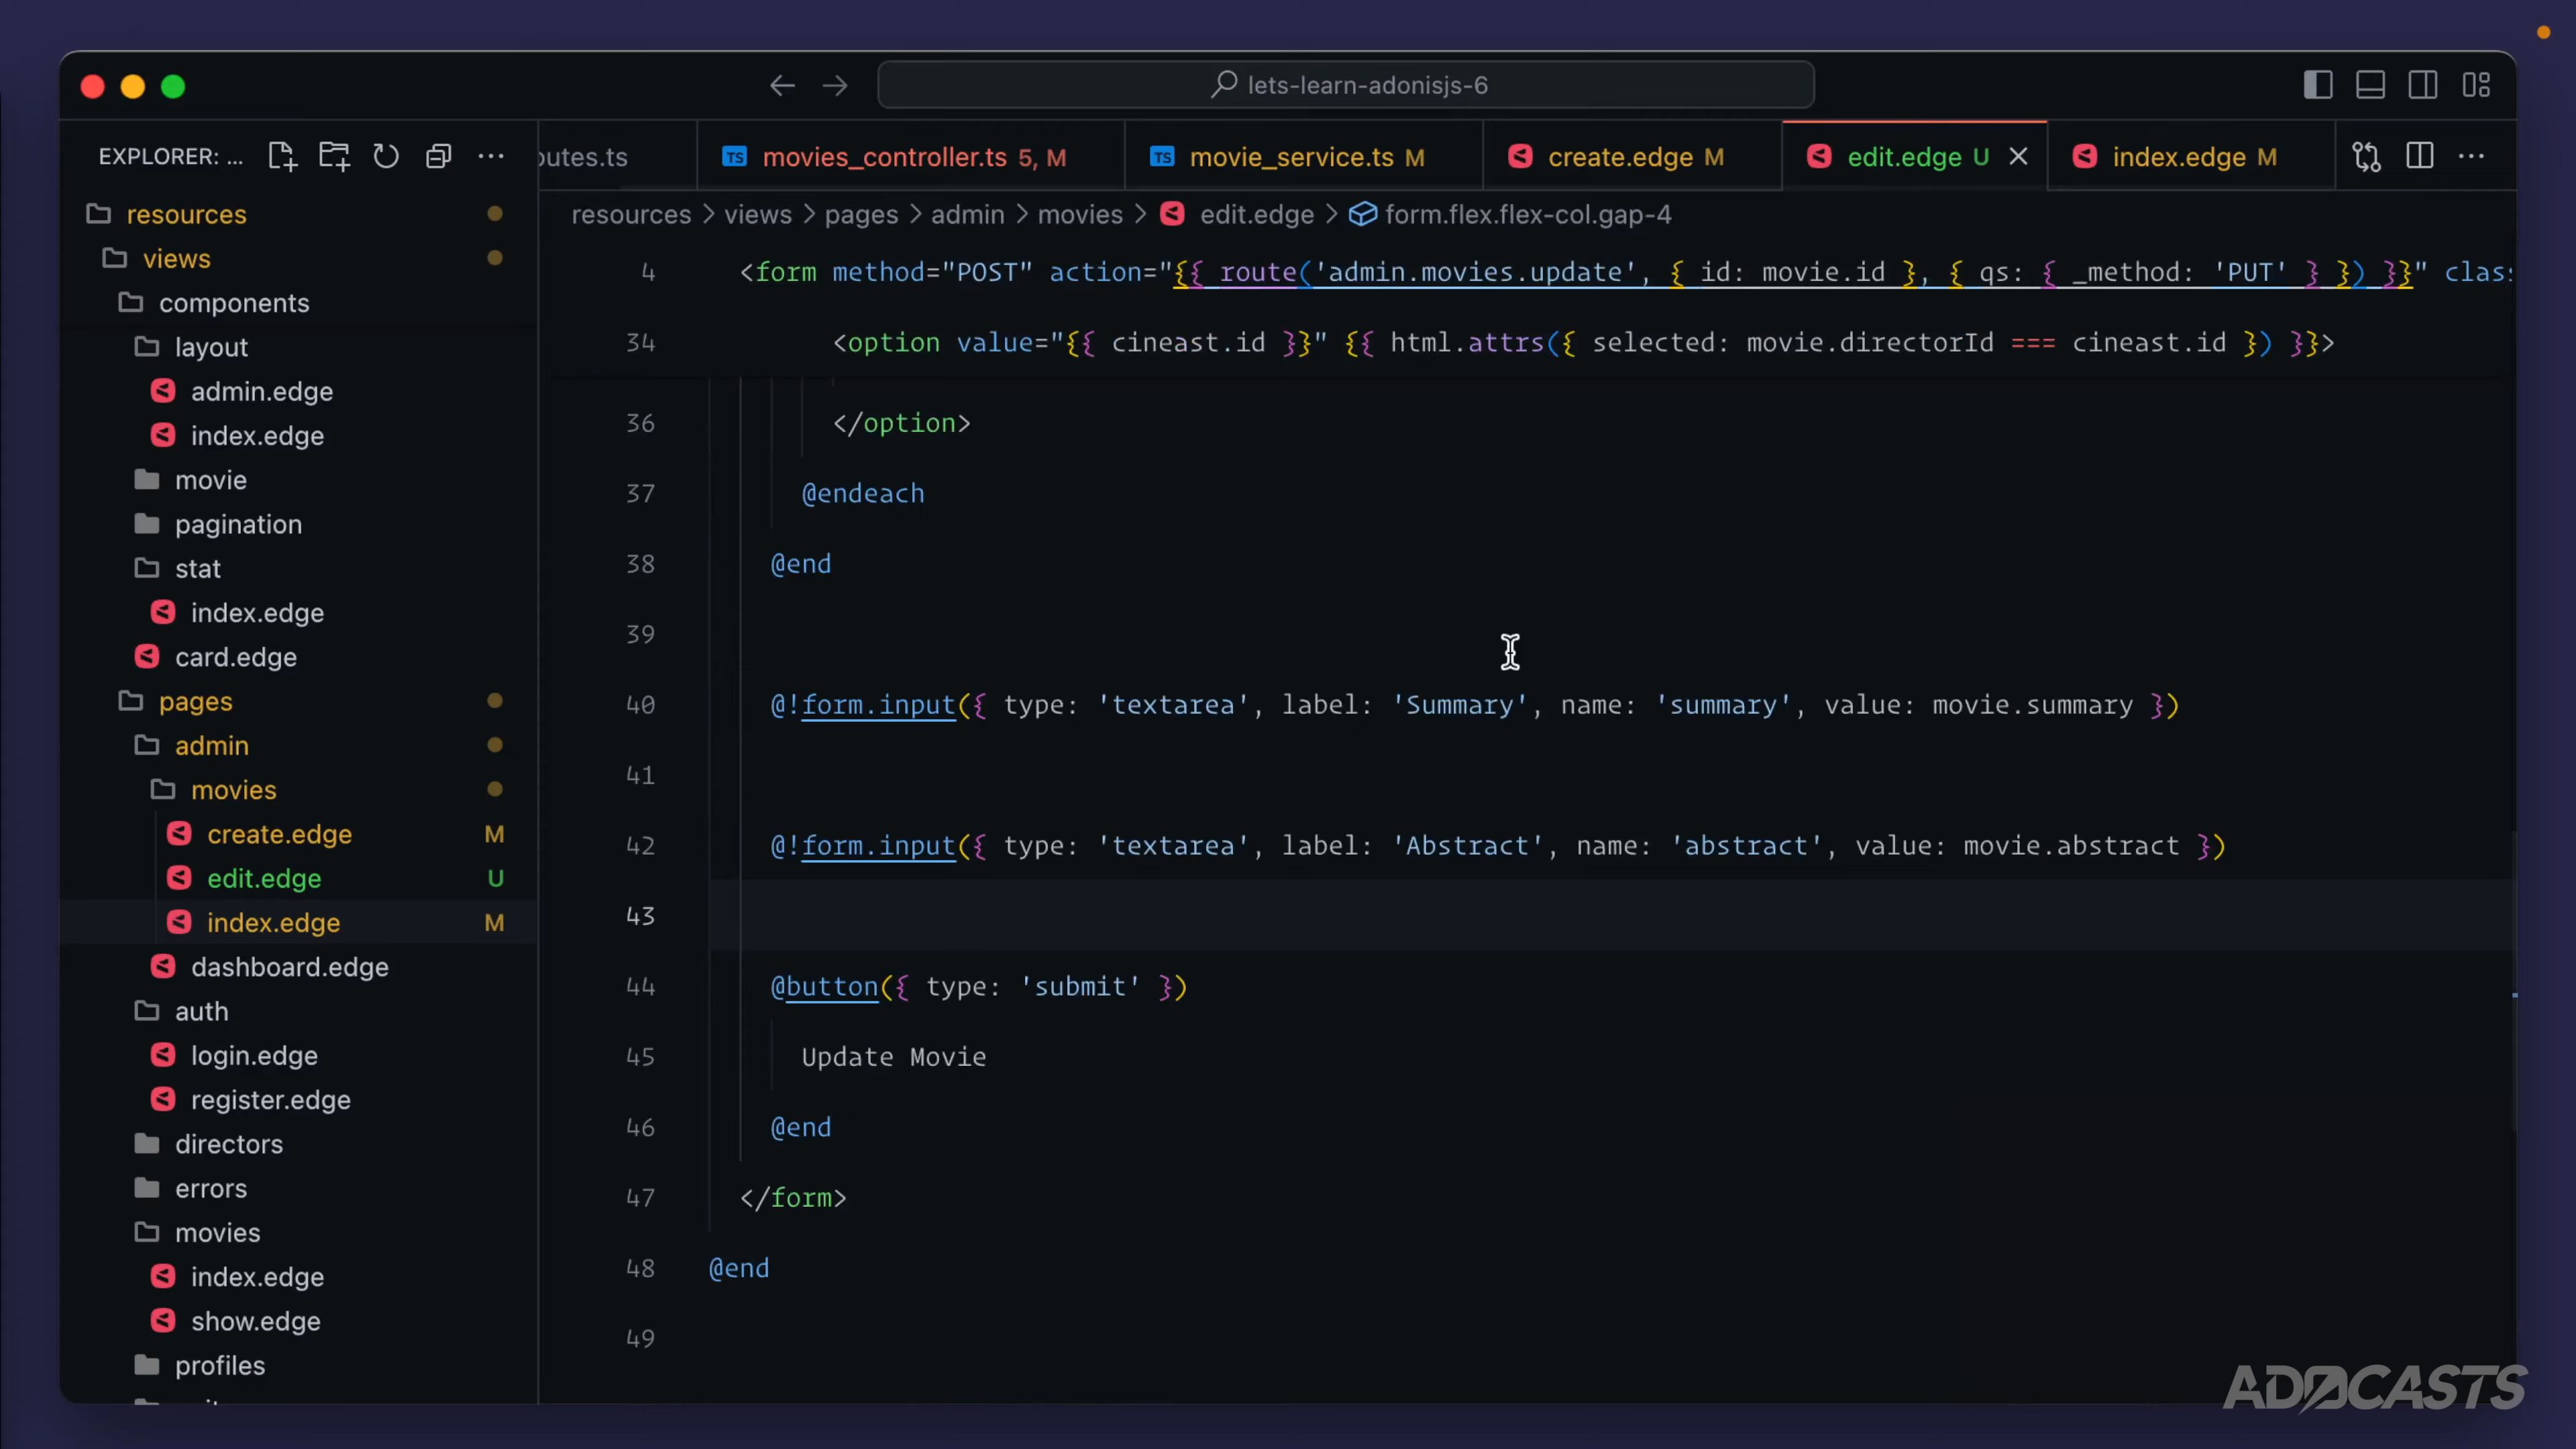 lets-learn-adonisjs-6
EXPLORER: ...
outes.ts
movies_controller.ts 5, M
movie_service.ts M
create.edge M
edit.edge U
index.edge M
resources > views > pages > admin > movies > edit.edge > form.flex.flex-col.gap-4
resources
views
components
layout
admin.edge
index.edge
movie
pagination
stat
index.edge
card.edge
pages
admin
movies
create.edge M
edit.edge U
index.edge M
dashboard.edge
auth
login.edge
register.edge
directors
errors
movies
index.edge
show.edge
profiles
4 <form method="POST" action="{{ route('admin.movies.update', { id: movie.id }, { qs: { _method: 'PUT' } }) }}" clas
34 <option value="{{ cineast.id }}" {{ html.attrs({ selected: movie.directorId === cineast.id }) }}>
36 </option>
37 @endeach
38 @end
39
40 @!form.input({ type: 'textarea', label: 'Summary', name: 'summary', value: movie.summary })
41
42 @!form.input({ type: 'textarea', label: 'Abstract', name: 'abstract', value: movie.abstract })
43
44 @button({ type: 'submit' })
45 Update Movie
46 @end
47 </form>
48 @end
49
ADOCASTS